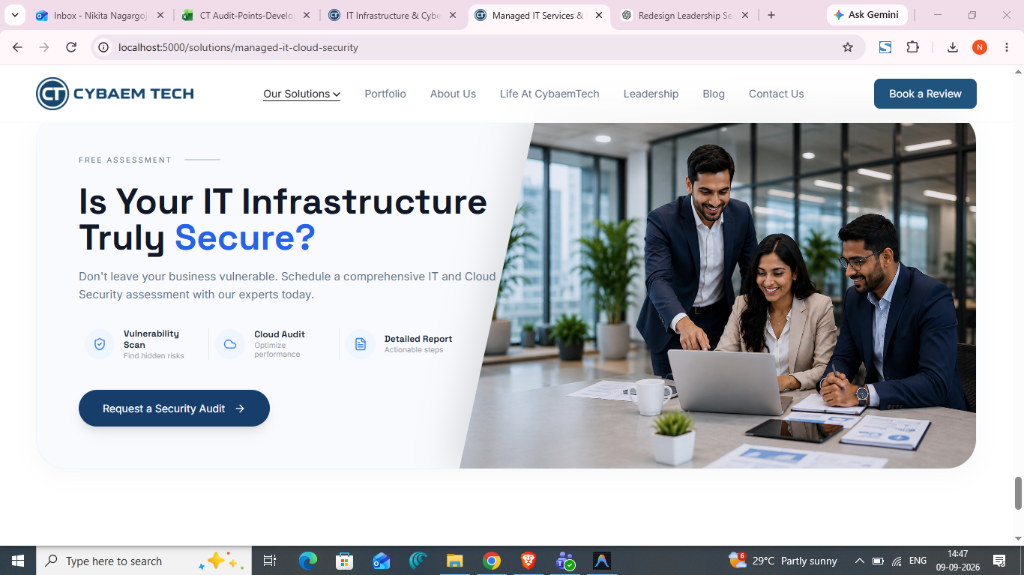 Inbox - Nikita Nagargoj
CT Audit-Points-Develo
IT Infrastructure & Cybe
Managed IT Services &
Redesign Leadership Se
Ask Gemini
localhost:5000/solutions/managed-it-cloud-security
N
CT CYBAEM TECH
Our Solutions
Portfolio
About Us
Life At CybaemTech
Leadership
Blog
Contact Us
Book a Review
FREE ASSESSMENT
Is Your IT Infrastructure
Truly Secure?
Don't leave your business vulnerable. Schedule a comprehensive IT and Cloud
Security assessment with our experts today.
Vulnerability
Scan
Find hidden risks
Cloud Audit
Optimize
performance
Detailed Report
Actionable steps
Request a Security Audit
Type here to search
6
29°C Partly sunny
ENG
14:47
09-09-2026